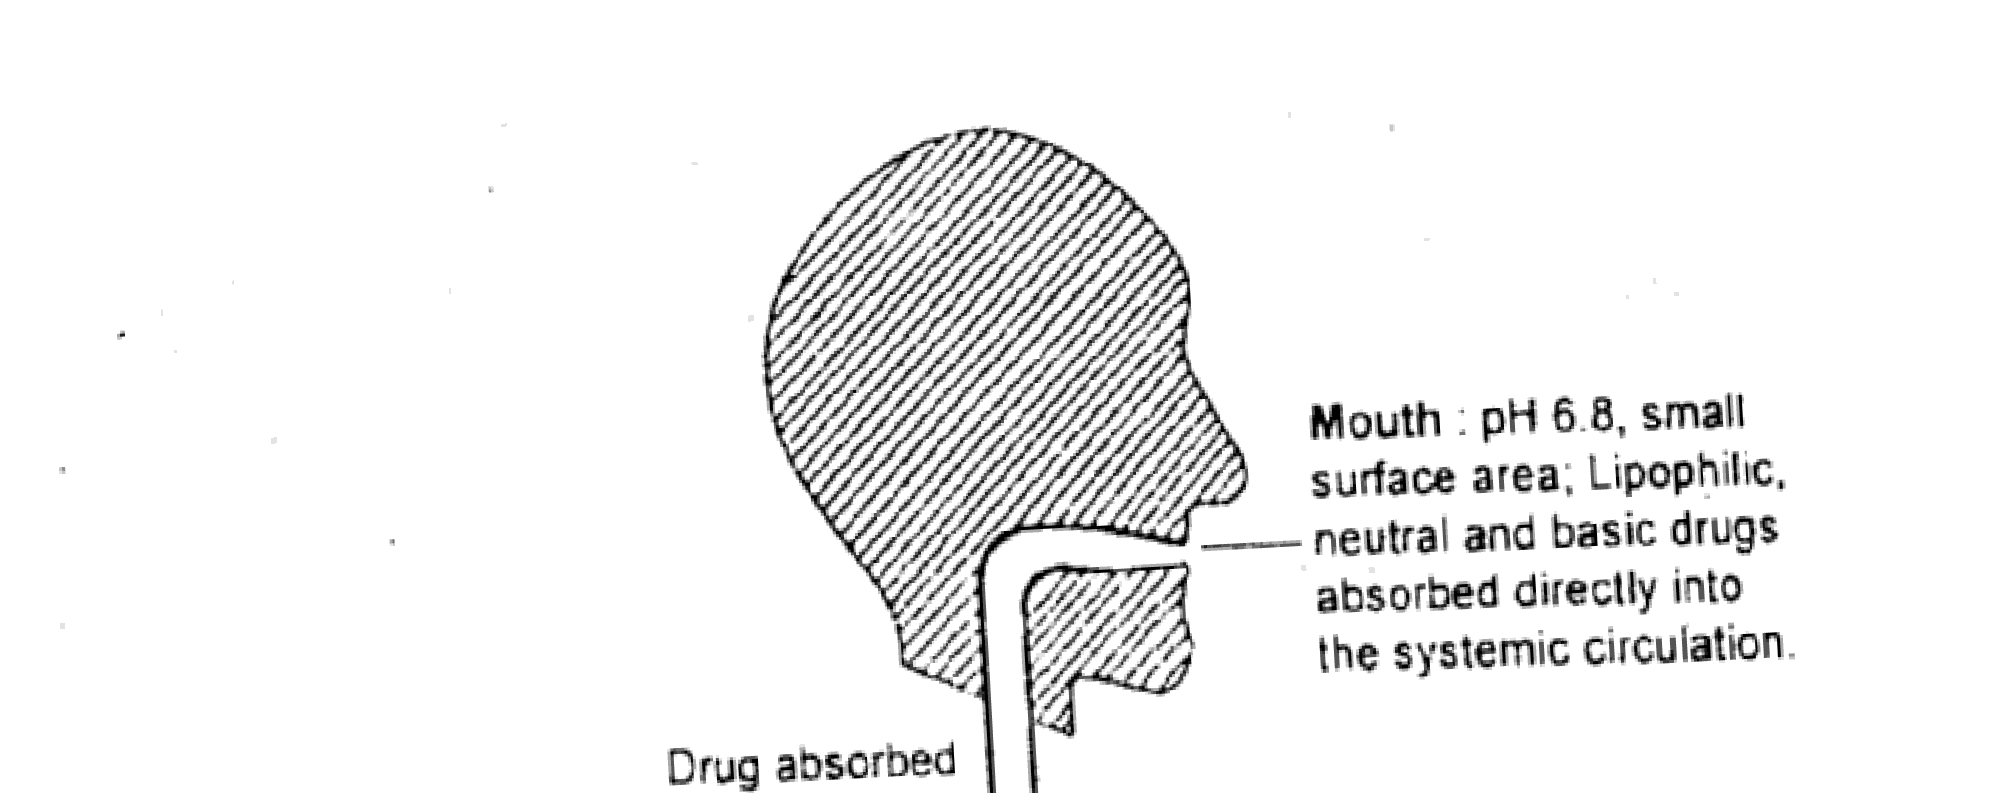 Mouth : pH 6.8, small
surface area; Lipophilic,
neutral and basic drugs
absorbed directly into
the systemic circulation.
Drug absorbed